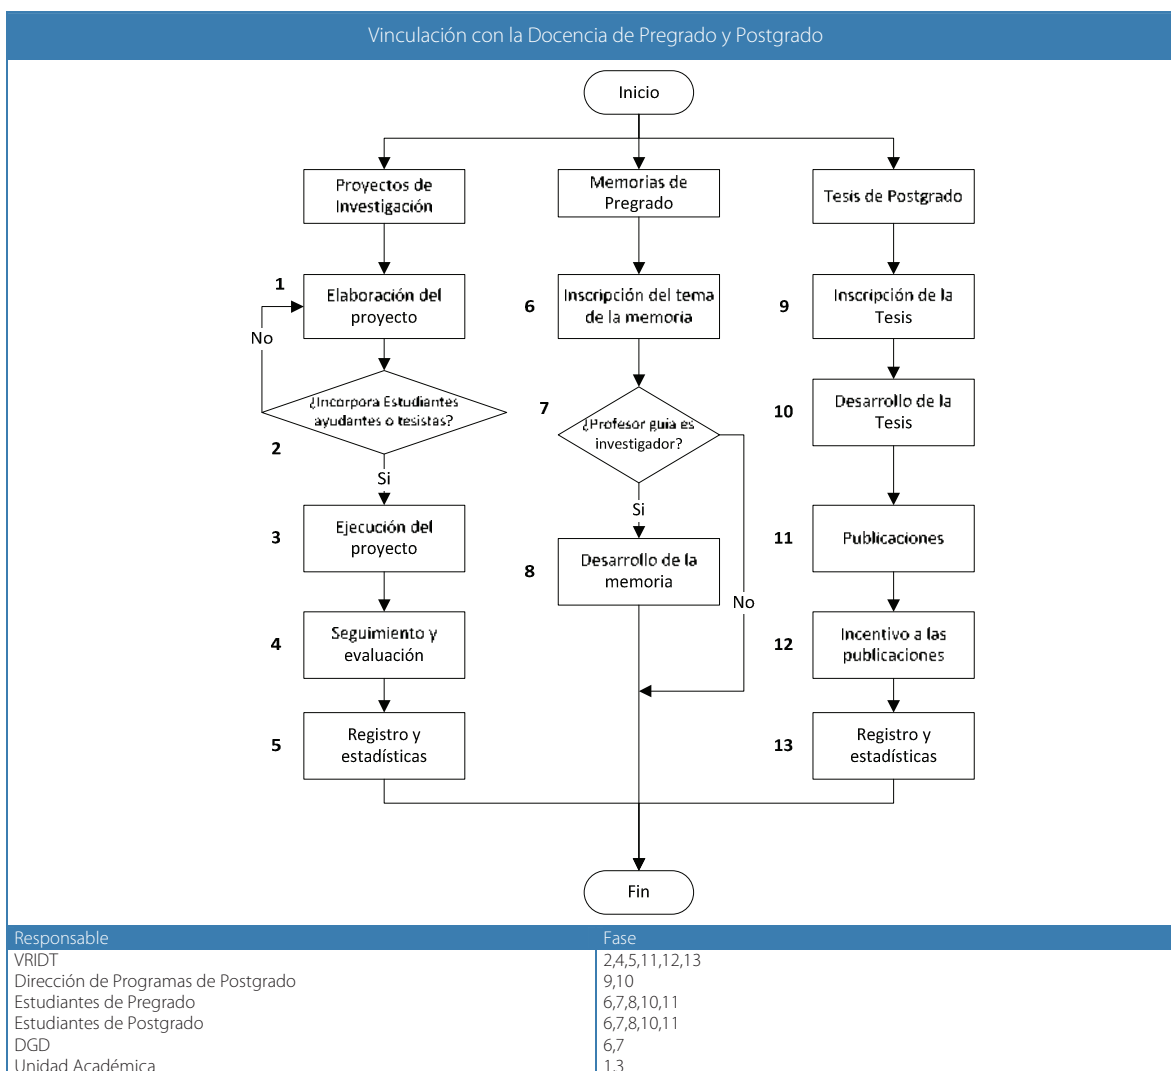 Vinculación con la Docencia de Pregrado y Postgrado
Inicio
Proyectos de
Investigación
Memorias de
Pregrado
Tesis de Postgrado
1
Elaboración del
proyecto
6
Inscripción del tema
de la memoria
9
Inscripción de la
Tesis
No
¿Incorpora Estudiantes
ayudantes o tesistas?
2
Si
7
¿Profesor guía es
investigador?
Si
No
10
Desarrollo de la
Tesis
3
Ejecución del
proyecto
8
Desarrollo de la
memoria
11
Publicaciones
4
Seguimiento y
evaluación
12
Incentivo a las
publicaciones
5
Registro y
estadísticas
13
Registro y
estadísticas
Fin
Responsable
Fase
VRIDT
2,4,5,11,12,13
Dirección de Programas de Postgrado
9,10
Estudiantes de Pregrado
6,7,8,10,11
Estudiantes de Postgrado
6,7,8,10,11
DGD
6,7
Unidad Académica
1,3